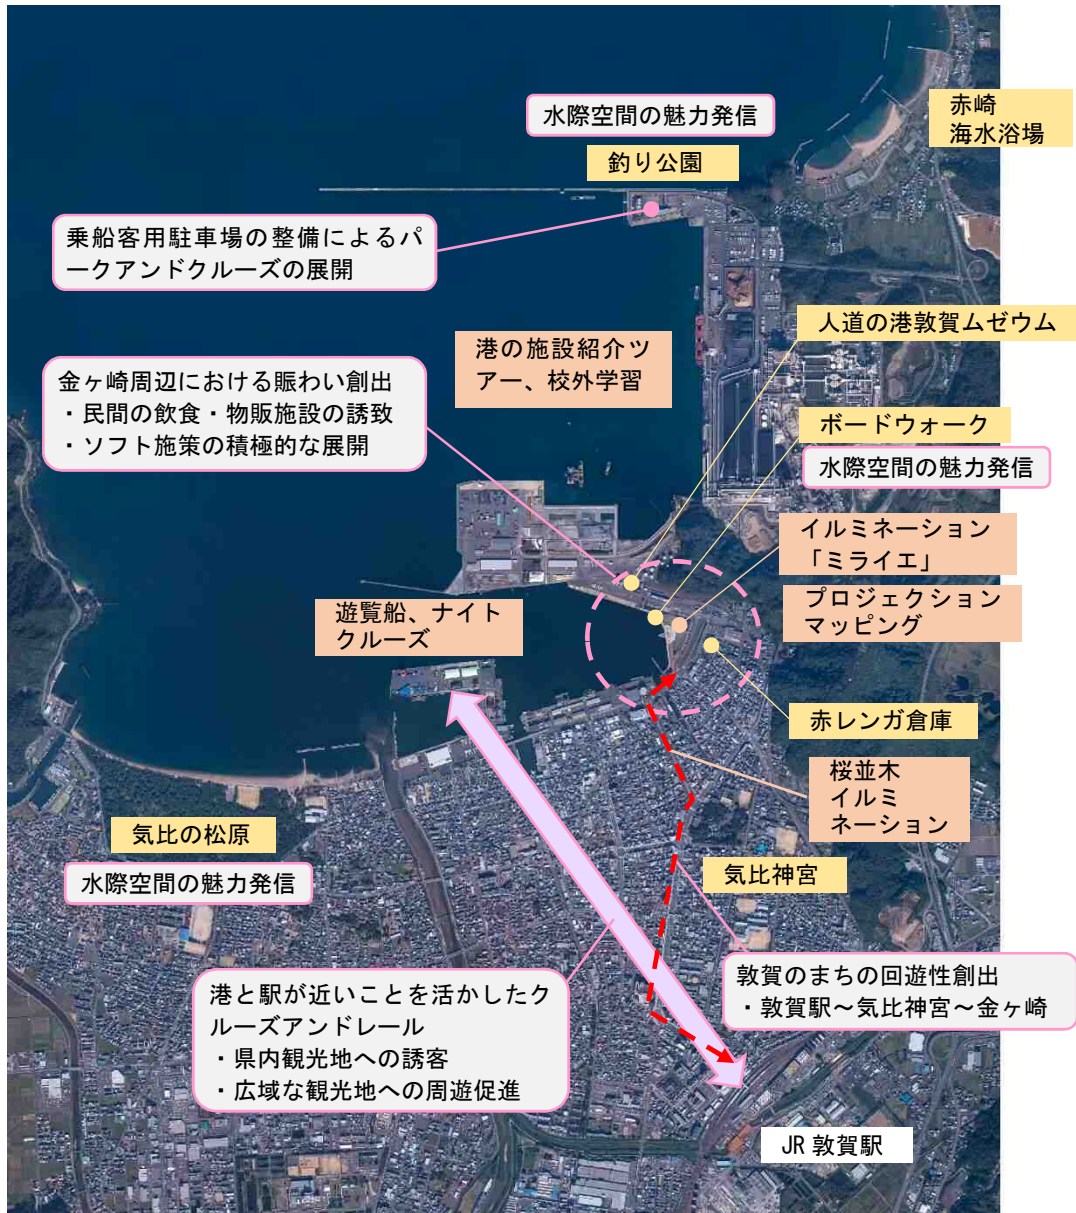 赤崎
海水浴場
水際空間の魅力発信
釣り公園
乗船客用駐車場の整備によるパ
ークアンドクルーズの展開
人道の港敦賀ムゼウム
港の施設紹介ツ
アー、校外学習
金ヶ崎周辺における賑わい創出
・民間の飲食・物販施設の誘致
・ソフト施策の積極的な展開
ボードウォーク
水際空間の魅力発信
イルミネーション
「ミライエ」
プロジェクション
マッピング
遊覧船、ナイト
クルーズ
赤レンガ倉庫
桜並木
イルミ
ネーション
気比の松原
水際空間の魅力発信
気比神宮
敦賀のまちの回遊性創出
・敦賀駅~気比神宮~金ヶ崎
港と駅が近いことを活かしたク
ルーズアンドレール
・県内観光地への誘客
・広域な観光地への周遊促進
JR 敦賀駅